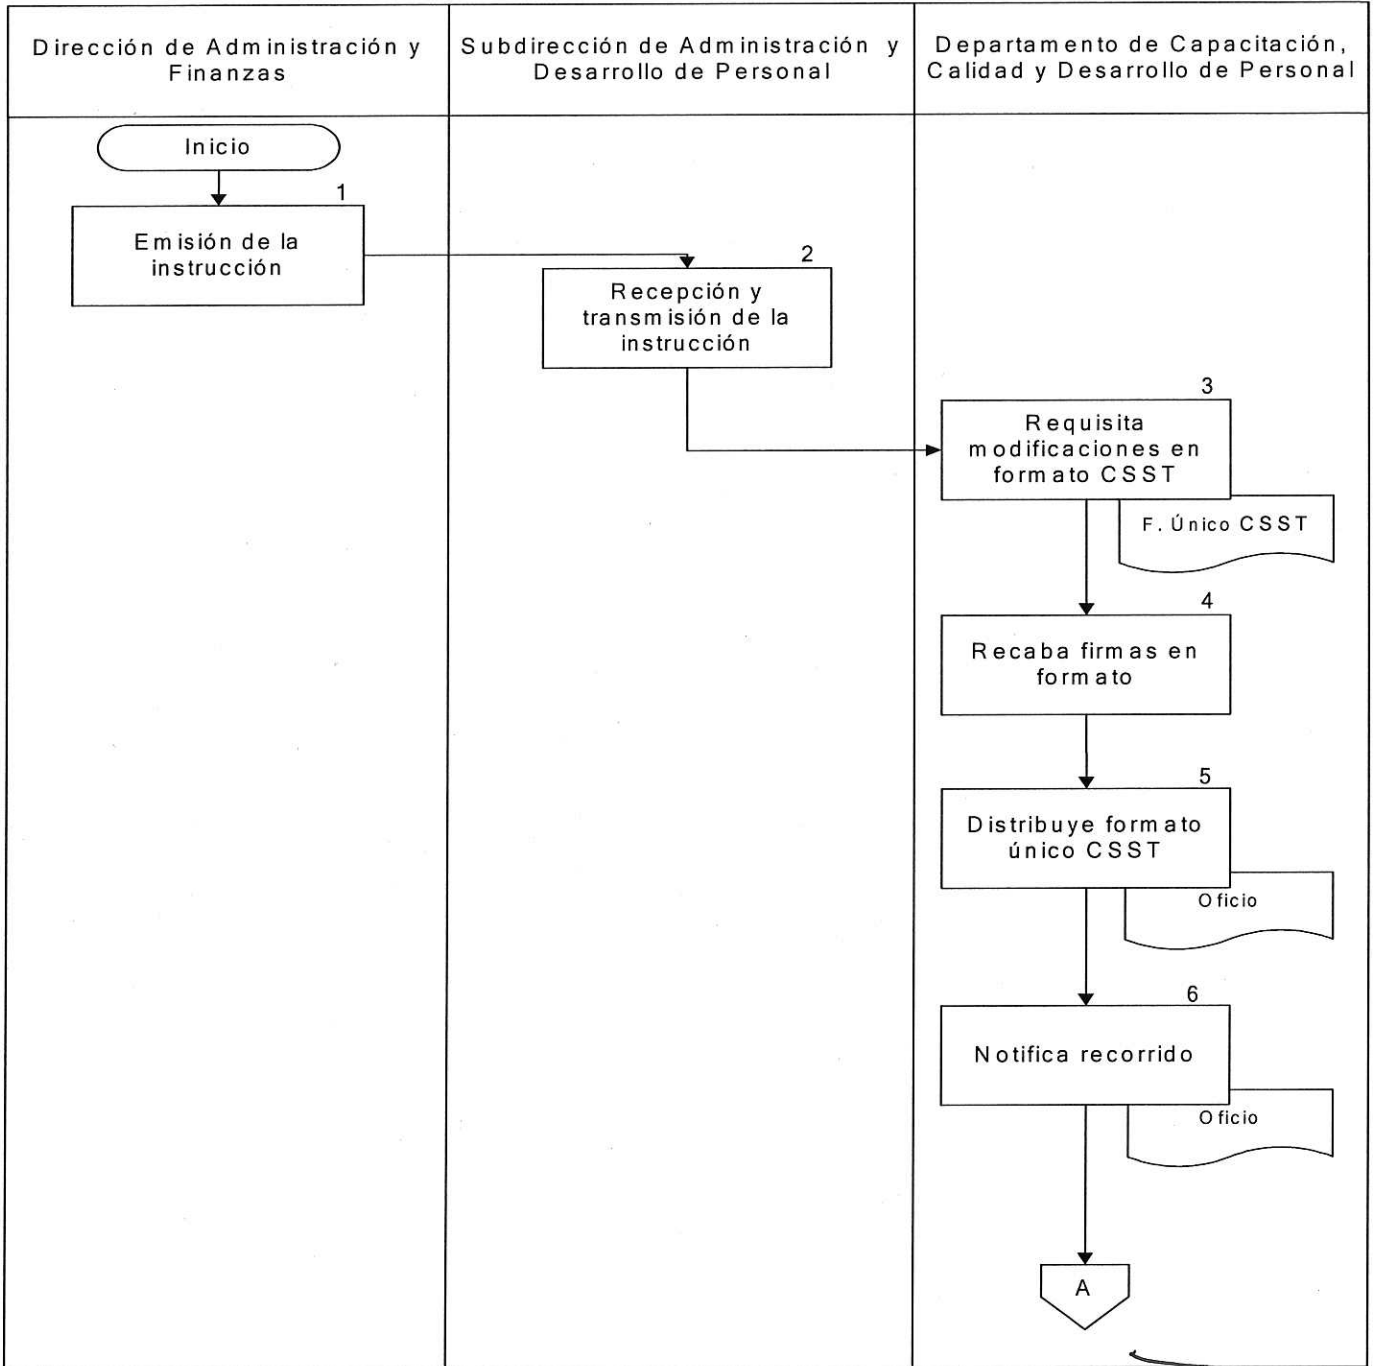 Dirección de Administración y
Finanzas
Subdirección de Administración y
Desarrollo de Personal
Departamento de Capacitación,
Calidad y Desarrollo de Personal
Inicio
1
Emisión de la
instrucción
2
Recepción y
transmisión de la
instrucción
3
Requisita
modificaciones en
formato CSST
F. Único CSST
4
Recaba firmas en
formato
5
Distribuye formato
único CSST
Oficio
6
Notifica recorrido
Oficio
A